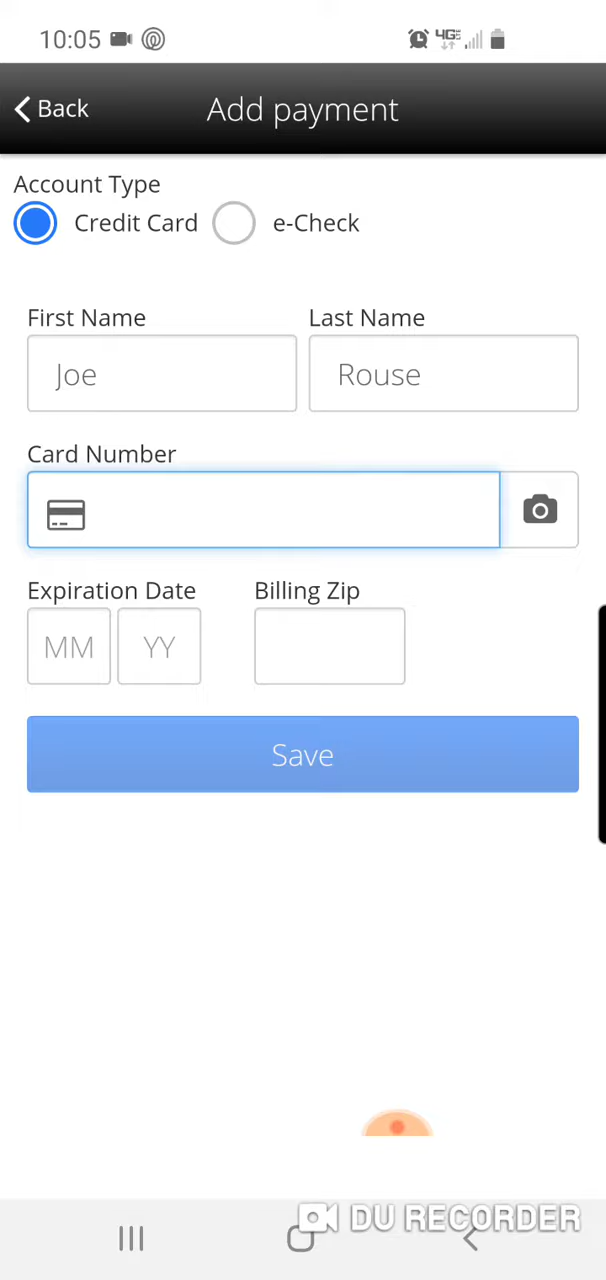 10:05 4GE
Back Add payment
Account Type
Credit Card e-Check
First Name Last Name
Joe Rouse
Card Number
Expiration Date Billing Zip
MM YY
Save
DU RECORDER